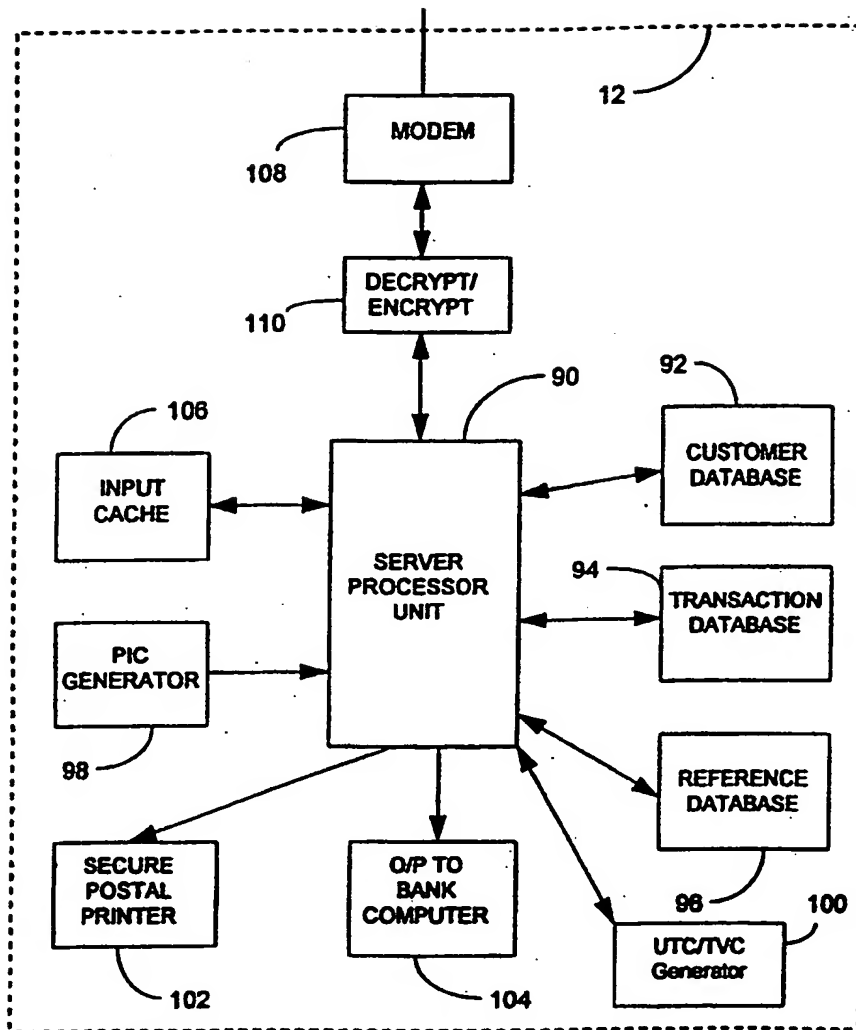 12
MODEM
108
DECRYPT/
ENCRYPT
110
90
92
106
INPUT
CACHE
CUSTOMER
DATABASE
SERVER
PROCESSOR
UNIT
94
TRANSACTION
DATABASE
PIC
GENERATOR
98
REFERENCE
DATABASE
96
SECURE
POSTAL
PRINTER
102
O/P TO
BANK
COMPUTER
104
100
UTC/TVC
Generator